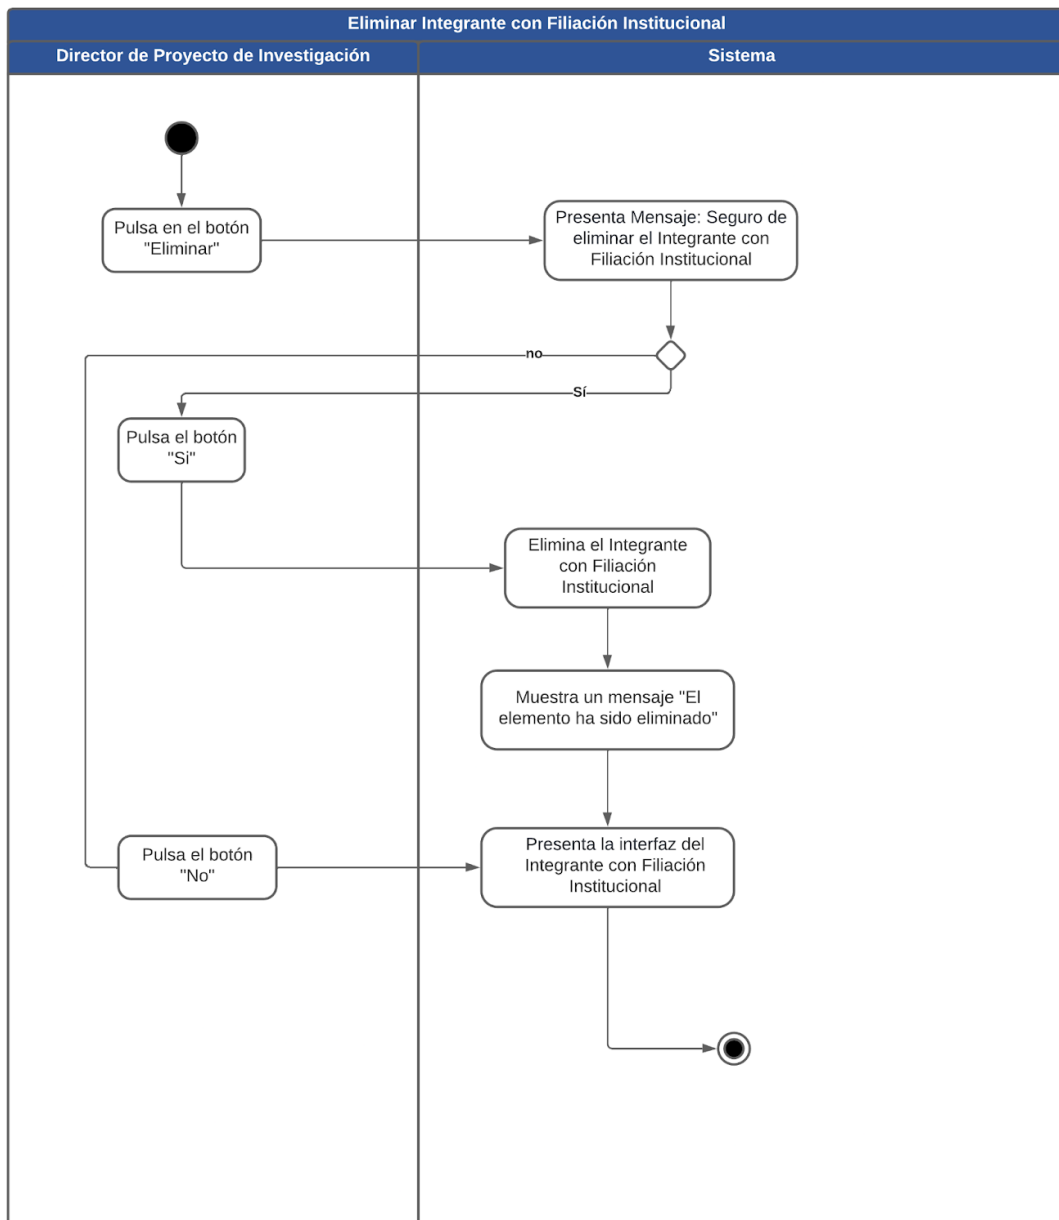 Eliminar Integrante con Filiación Institucional
Director de Proyecto de Investigación
Sistema
Pulsa en el botón
"Eliminar"
Presenta Mensaje: Seguro de
eliminar el Integrante con
Filiación Institucional
no
Sí
Pulsa el botón
"Si"
Elimina el Integrante
con Filiación
Institucional
Muestra un mensaje "El
elemento ha sido eliminado"
Pulsa el botón
"No"
Presenta la interfaz del
Integrante con Filiación
Institucional